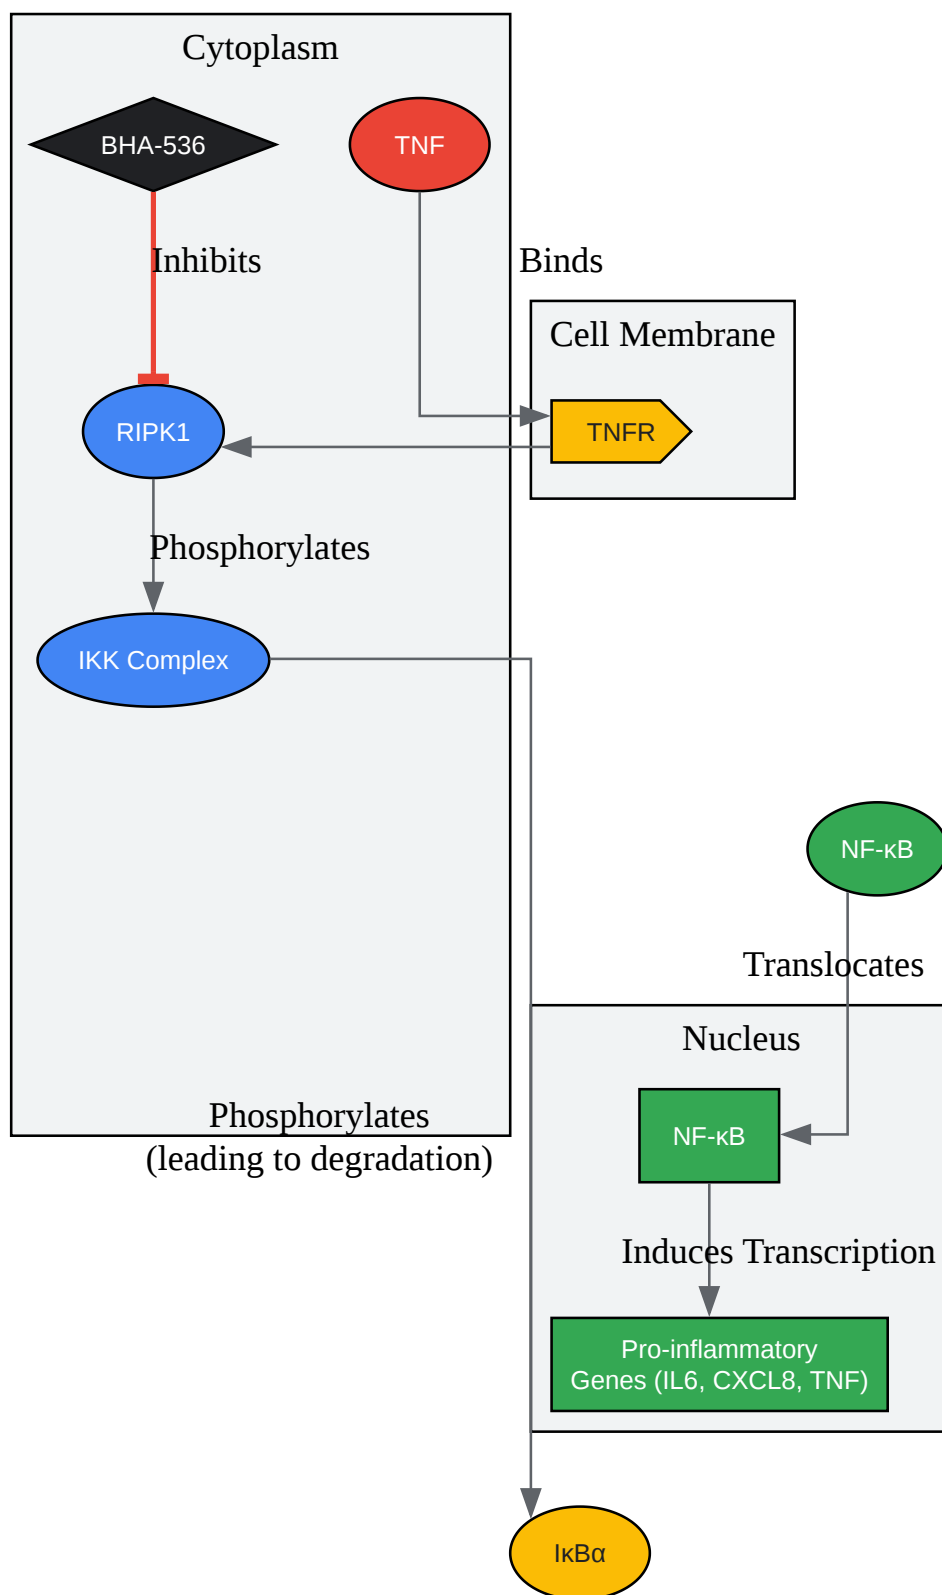 Cytoplasm
BHA-536
TNF
Inhibits
Binds
Cell Membrane
RIPK1
TNFR
Phosphorylates
IKK Complex
NF-κB
Translocates
Nucleus
Phosphorylates
(leading to degradation)
NF-κB
Induces Transcription
Pro-inflammatory
Genes (IL6, CXCL8, TNF)
IκBα